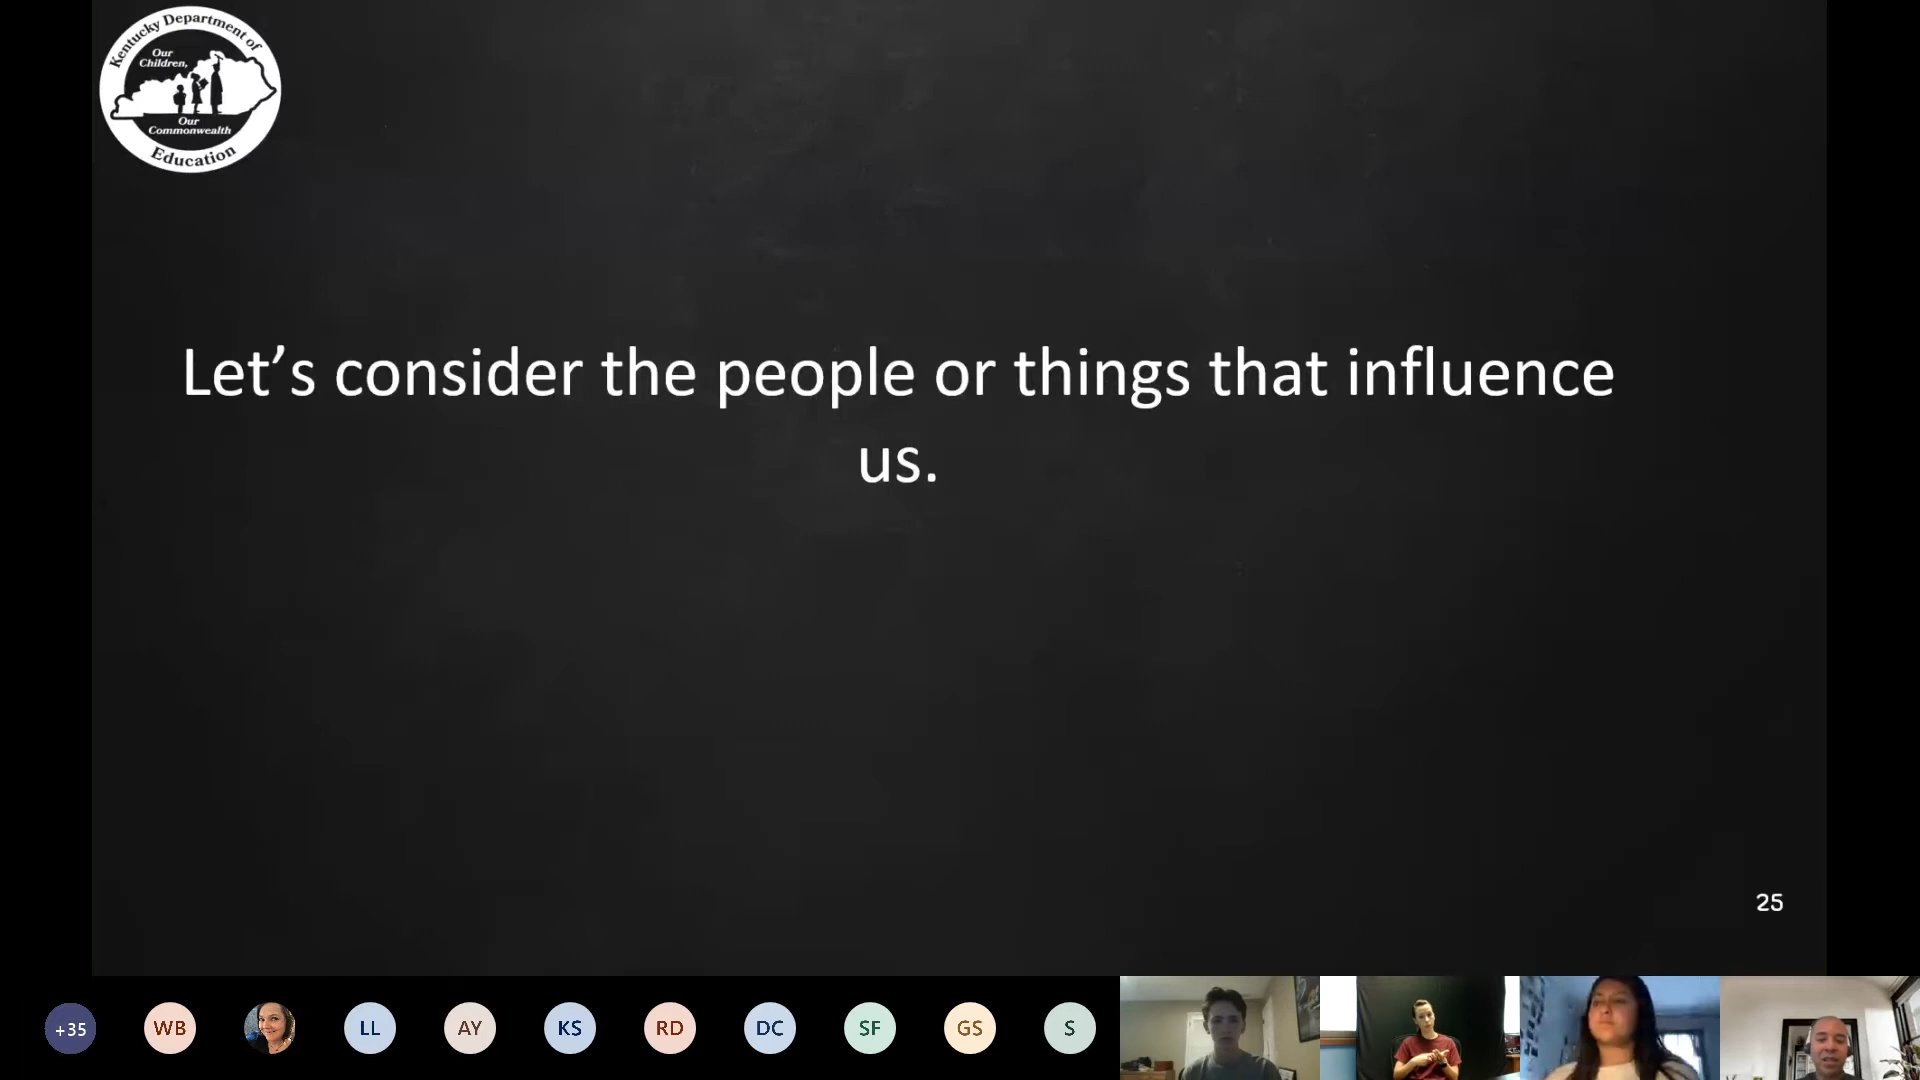 Kentucky Department of
Our
Children,
Our
Commonwealth
Education
Let’s consider the people or things that influence
us.
25
+35 WB LL AY KS RD DC SF GS S